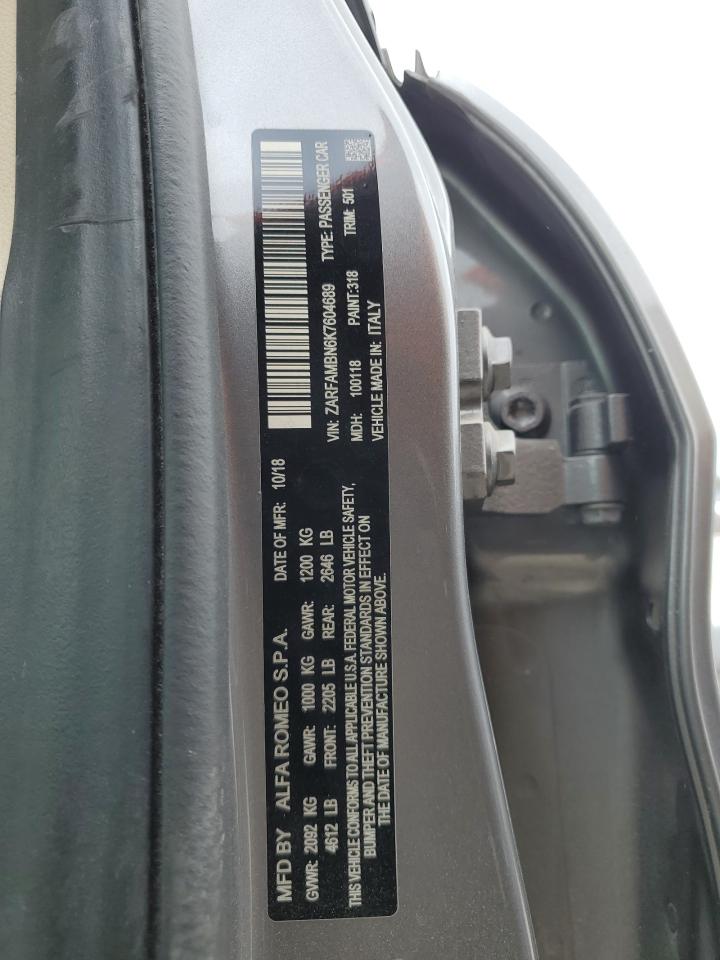 MFD BY ALFA ROMEO S.P.A. DATE OF MFR: 10/18
GVWR: 2092 KG GAWR: 1000 KG GAWR: 1200 KG
4612 LB FRONT: 2205 LB REAR: 2646 LB
THIS VEHICLE CONFORMS TO ALL APPLICABLE U.S.A. FEDERAL MOTOR VEHICLE SAFETY,
BUMPER AND THEFT PREVENTION STANDARDS IN EFFECT ON
THE DATE OF MANUFACTURE SHOWN ABOVE.
VIN: ZARFAMBN6K7604689 TYPE: PASSENGER CAR
MDH: 100118 PAINT:318 TRIM: 501
VEHICLE MADE IN: ITALY